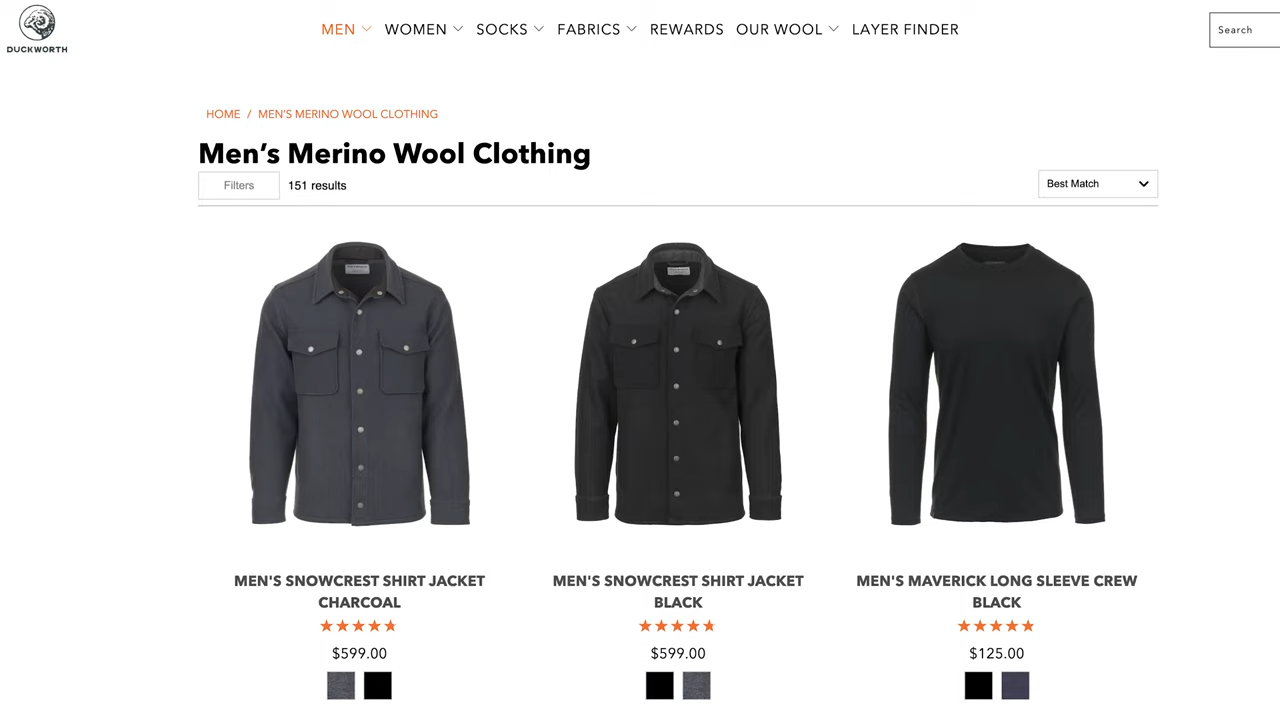 DUCKWORTH
MEN WOMEN SOCKS FABRICS REWARDS OUR WOOL LAYER FINDER
Search
HOME / MEN'S MERINO WOOL CLOTHING
Men’s Merino Wool Clothing
Filters 151 results
Best Match
MEN'S SNOWCREST SHIRT JACKET
CHARCOAL
$599.00
MEN'S SNOWCREST SHIRT JACKET
BLACK
$599.00
MEN'S MAVERICK LONG SLEEVE CREW
BLACK
$125.00